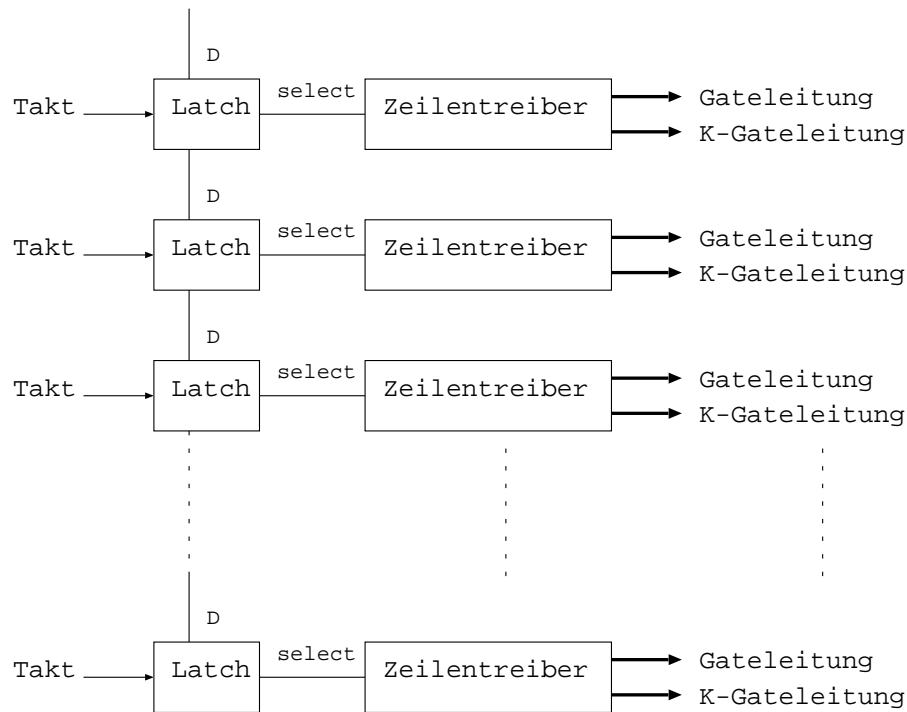 D
Takt Latch select Zeilentreiber Gateleitung
K-Gateleitung
D
Takt Latch select Zeilentreiber Gateleitung
K-Gateleitung
D
Takt Latch select Zeilentreiber Gateleitung
K-Gateleitung
D
Takt Latch select Zeilentreiber Gateleitung
K-Gateleitung